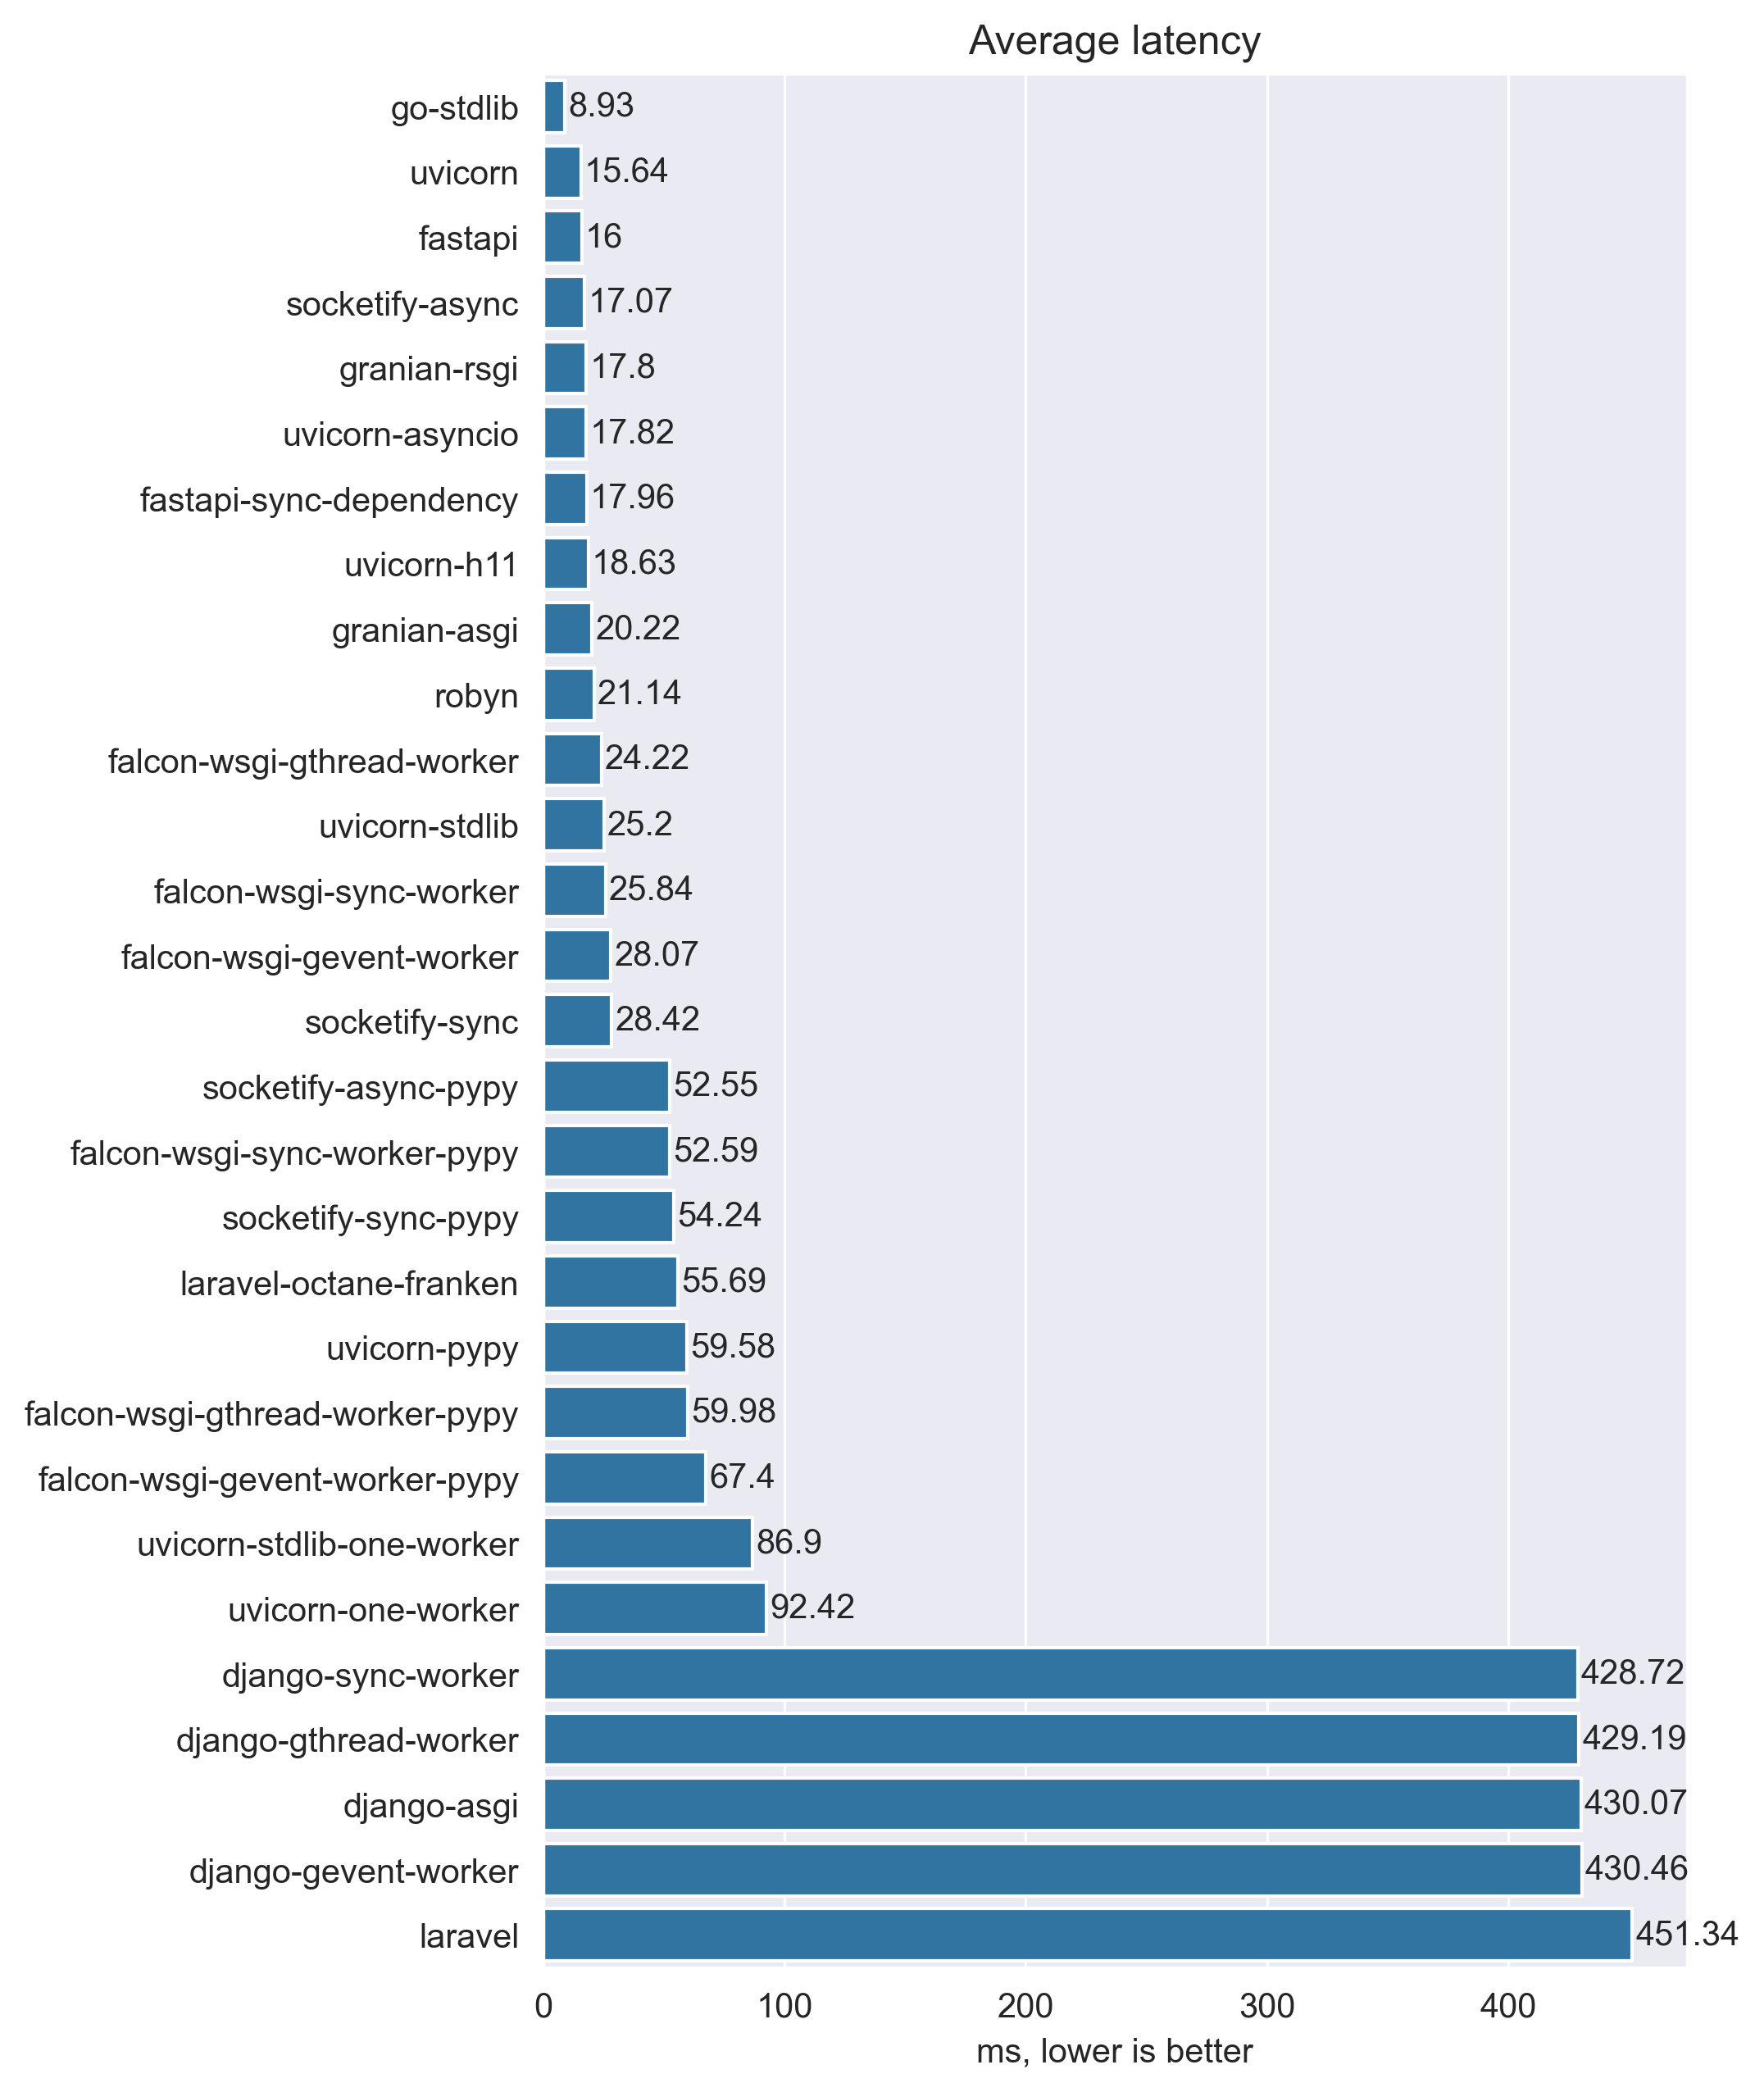 Average latency
go-stdlib 8.93
uvicorn 15.64
fastapi 16
socketify-async 17.07
granian-rsgi 17.8
uvicorn-asyncio 17.82
fastapi-sync-dependency 17.96
uvicorn-h11 18.63
granian-asgi 20.22
robyn 21.14
falcon-wsgi-gthread-worker 24.22
uvicorn-stdlib 25.2
falcon-wsgi-sync-worker 25.84
falcon-wsgi-gevent-worker 28.07
socketify-sync 28.42
socketify-async-pypy 52.55
falcon-wsgi-sync-worker-pypy 52.59
socketify-sync-pypy 54.24
laravel-octane-franken 55.69
uvicorn-pypy 59.58
falcon-wsgi-gthread-worker-pypy 59.98
falcon-wsgi-gevent-worker-pypy 67.4
uvicorn-stdlib-one-worker 86.9
uvicorn-one-worker 92.42
django-sync-worker 428.72
django-gthread-worker 429.19
django-asgi 430.07
django-gevent-worker 430.46
laravel 451.34
0 100 200 300 400
ms, lower is better